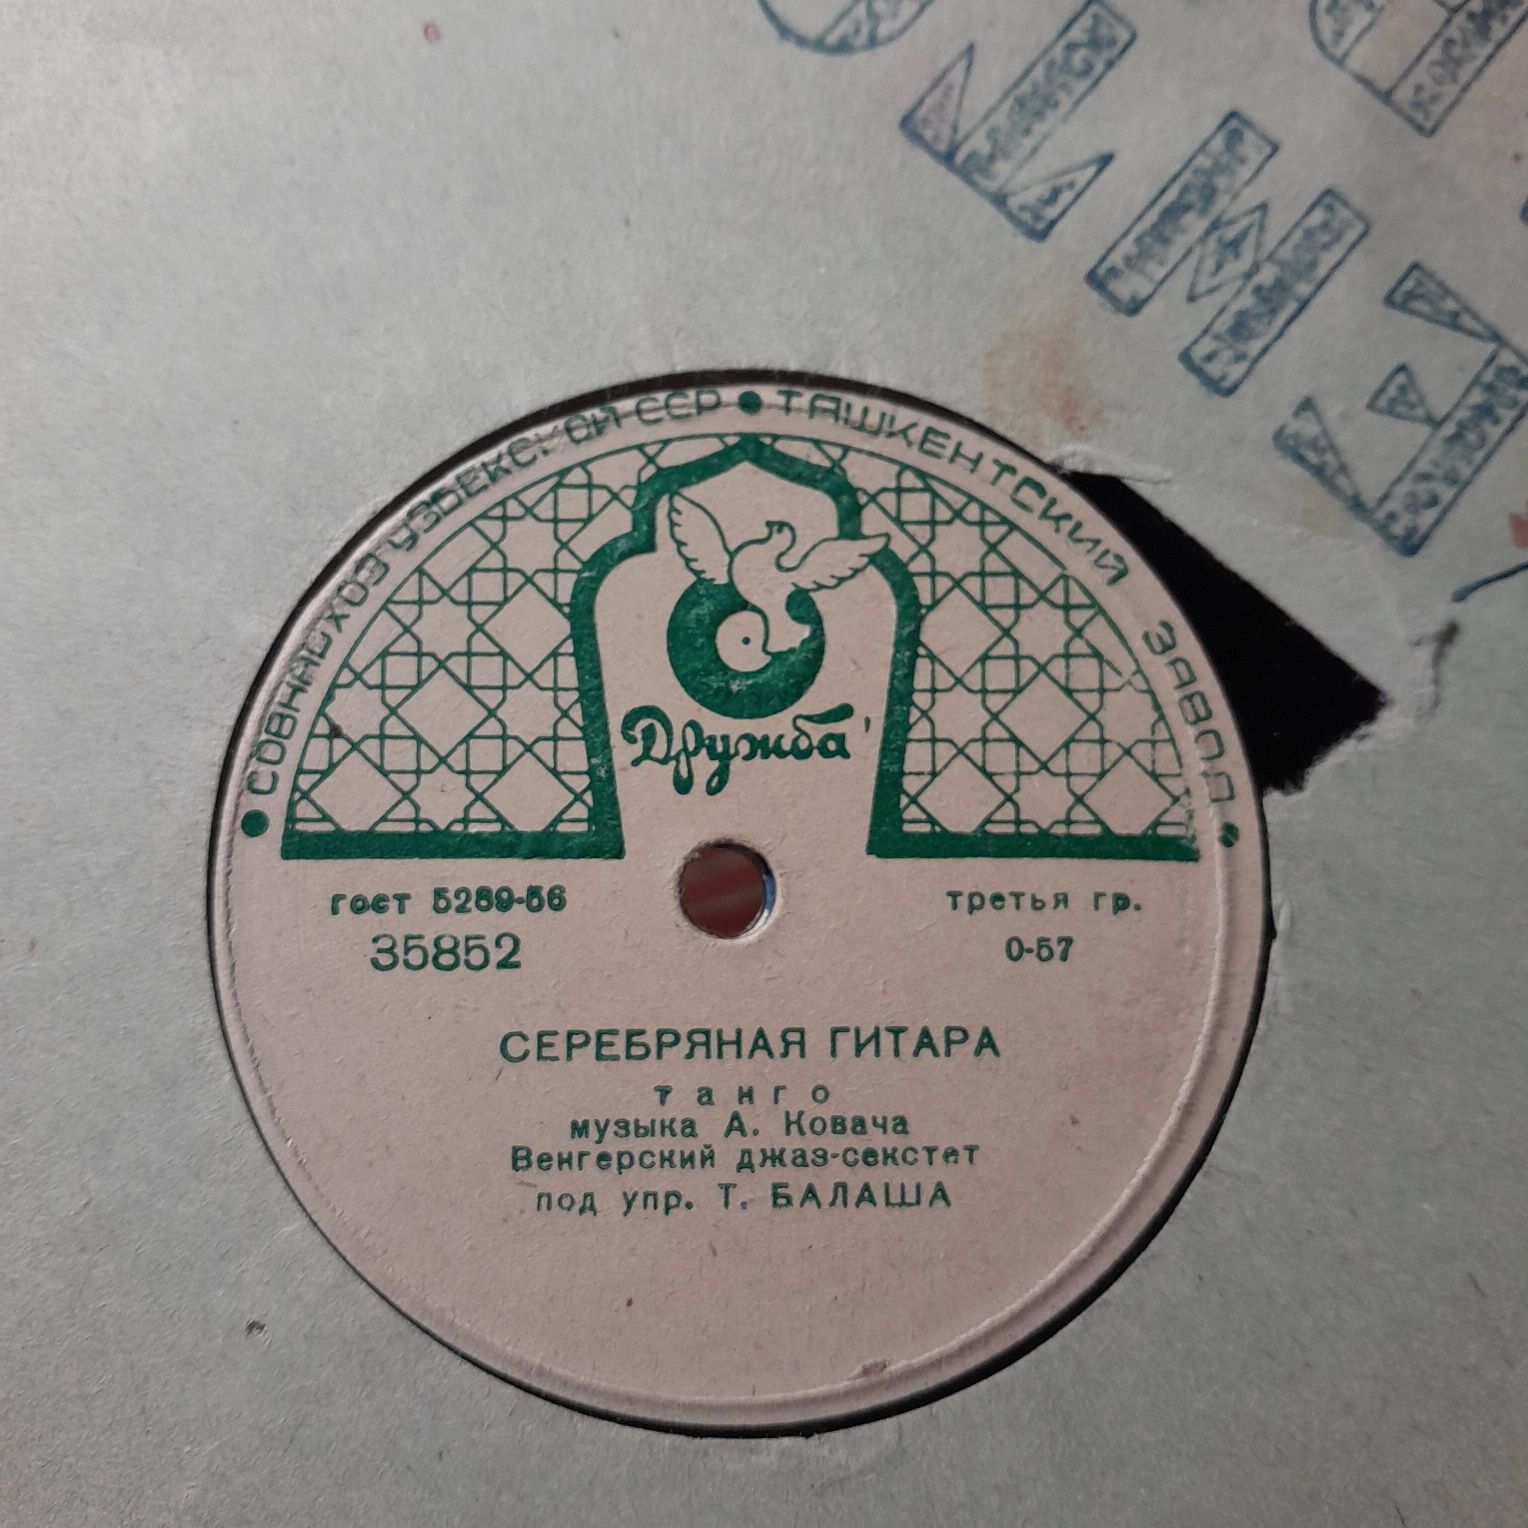 СОВНАРХОЗ УЗБЕКСКОЙ ССР • ТАШКЕНТСКИЙ ЗАВОД
"Дружба"
гост 5289-56
третья гр.
35852
0-57
СЕРЕБРЯНАЯ ГИТАРА
танго
музыка А. Ковача
Венгерский джаз-секстет
под упр. Т. БАЛАША